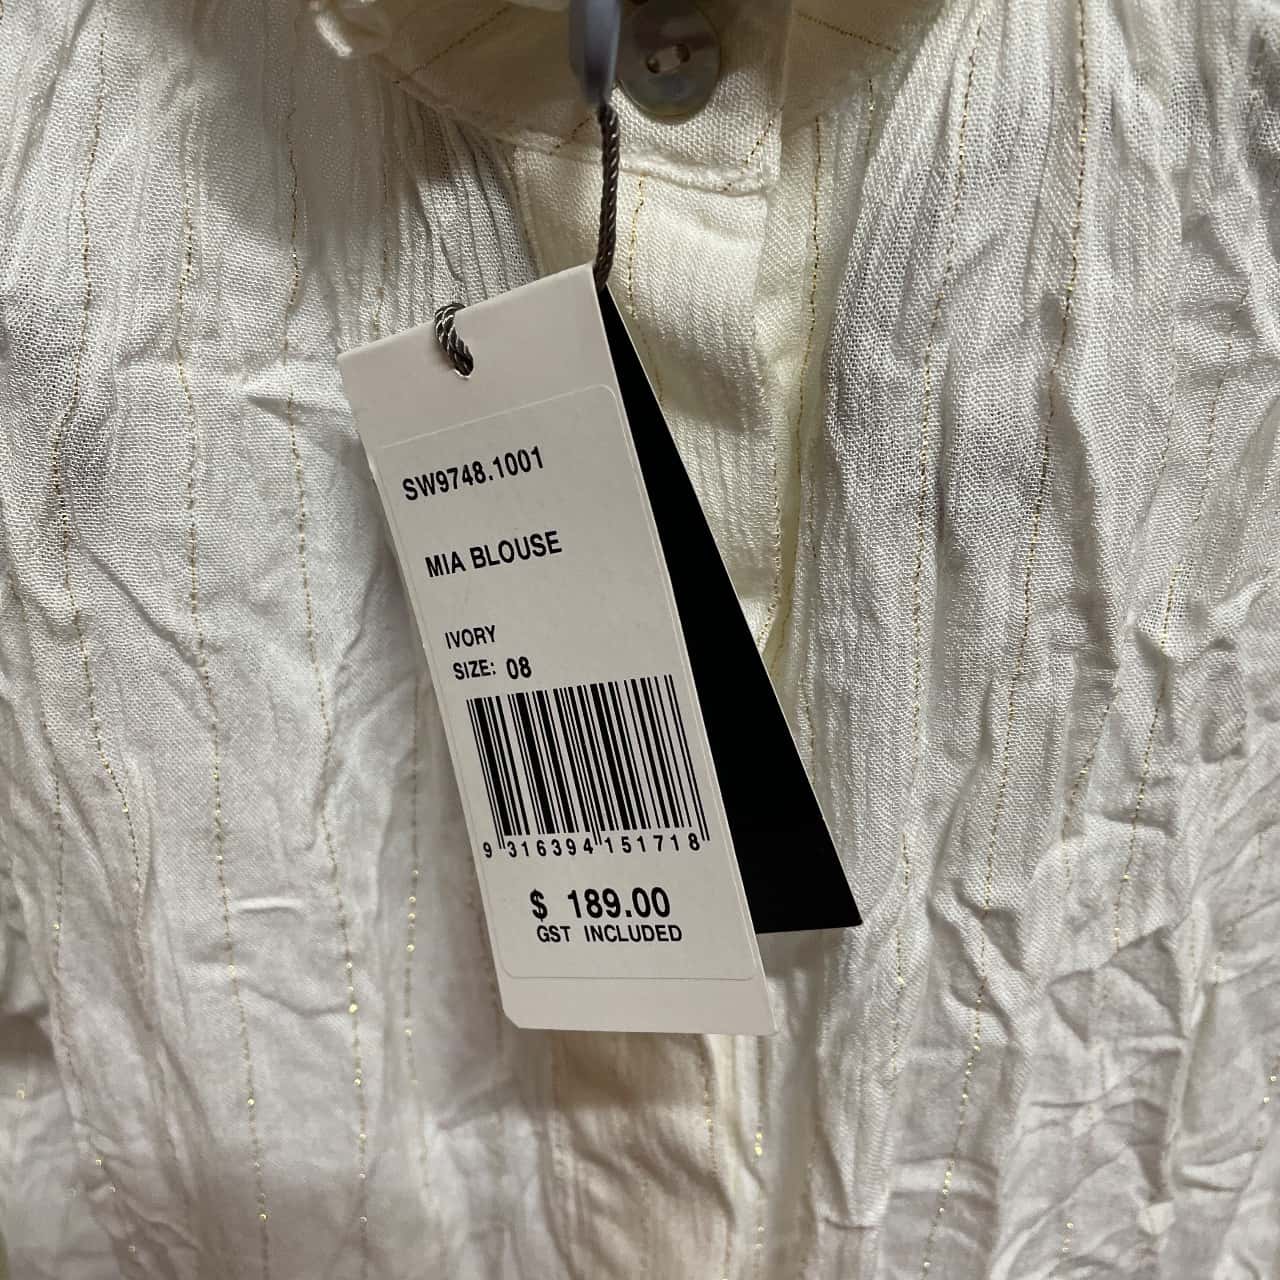 SW9748.1001
MIA BLOUSE
IVORY
SIZE: 08
9 316394 151718
$ 189.00
GST INCLUDED